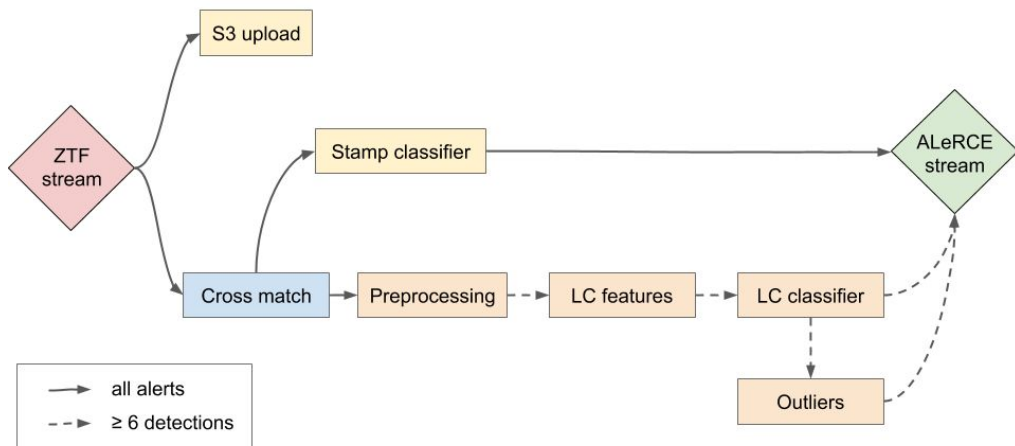 S3 upload
ZTF
stream
Stamp classifier
ALeRCE
stream
Cross match
Preprocessing
LC features
LC classifier
Outliers
all alerts
≥ 6 detections